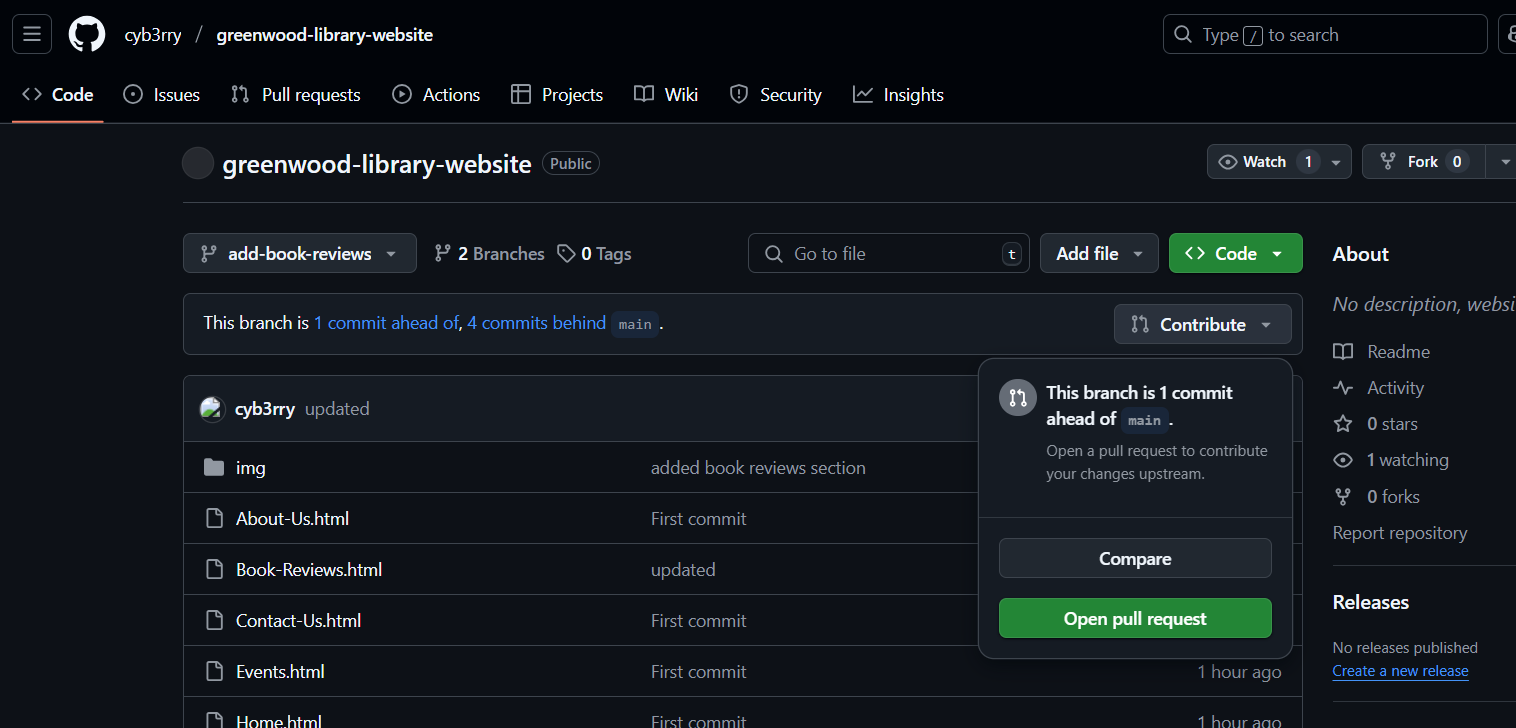 cyb3rry / greenwood-library-website
Type / to search
Code Issues Pull requests Actions Projects Wiki Security Insights
greenwood-library-website Public
Watch 1 Fork 0
add-book-reviews 2 Branches 0 Tags Go to file t Add file Code
This branch is 1 commit ahead of, 4 commits behind main .
Contribute
This branch is 1 commit
ahead of main .
Open a pull request to contribute
your changes upstream.
Compare
Open pull request
cyb3rry updated
img added book reviews section
About-Us.html First commit
Book-Reviews.html updated
Contact-Us.html First commit
Events.html First commit 1 hour ago
Home.html First commit 1 hour ago
About
No description,
Readme
Activity
0 stars
1 watching
0 forks
Report repository
Releases
No releases published
Create a new release